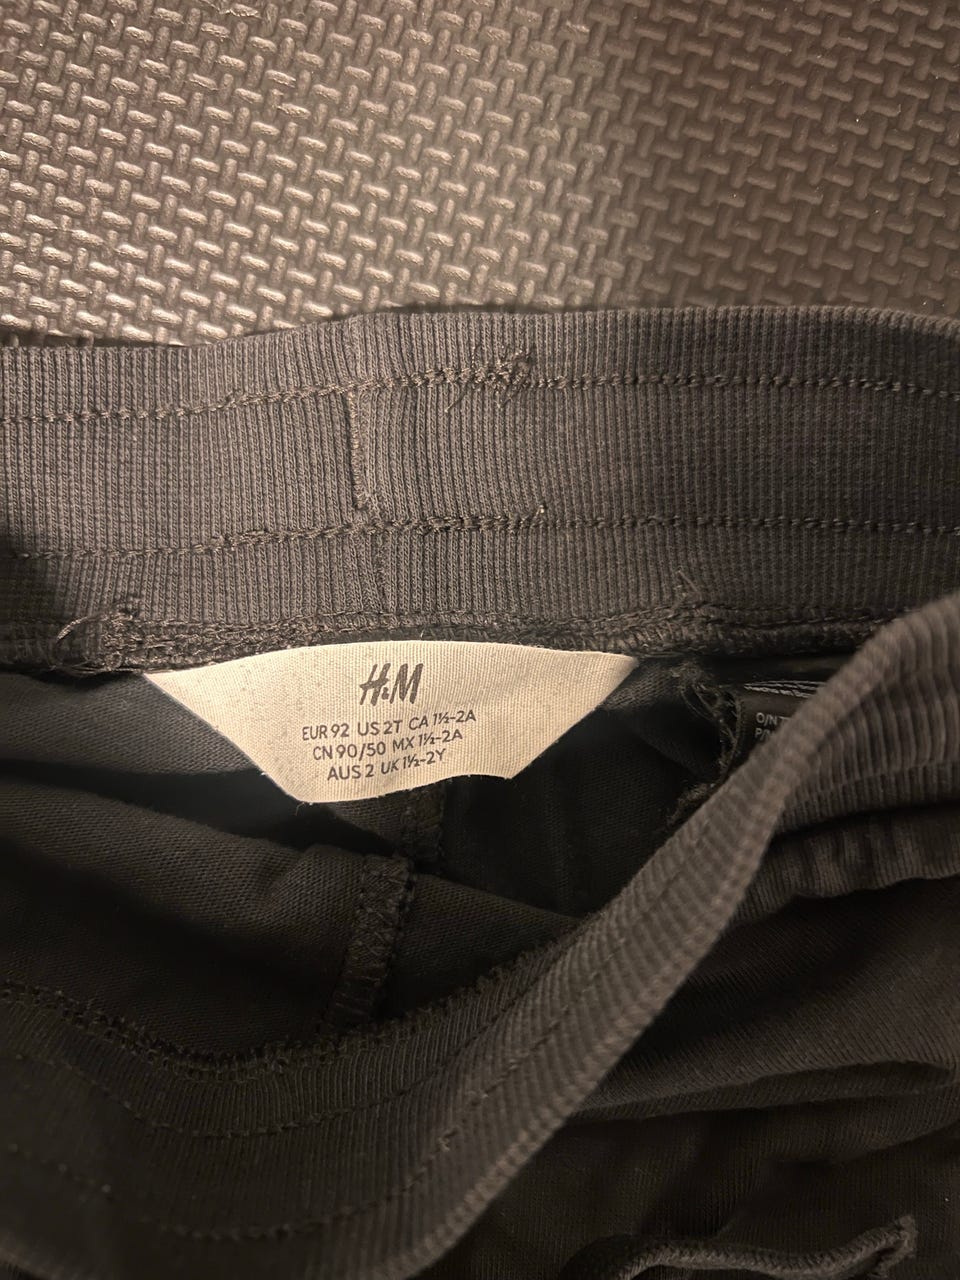 H&M
EUR 92 US 2T CA 1½-2A
CN 90/50 MX 1½-2A
AUS 2 UK 1½-2Y
O/N